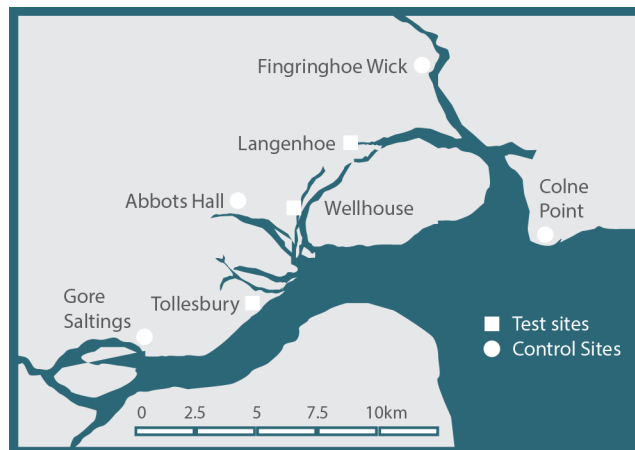 Fingringhoe Wick
Langenhoe
Abbots Hall
Wellhouse
Colne
Point
Gore
Saltings
Tollesbury
Test sites
Control Sites
0 2.5 5 7.5 10km